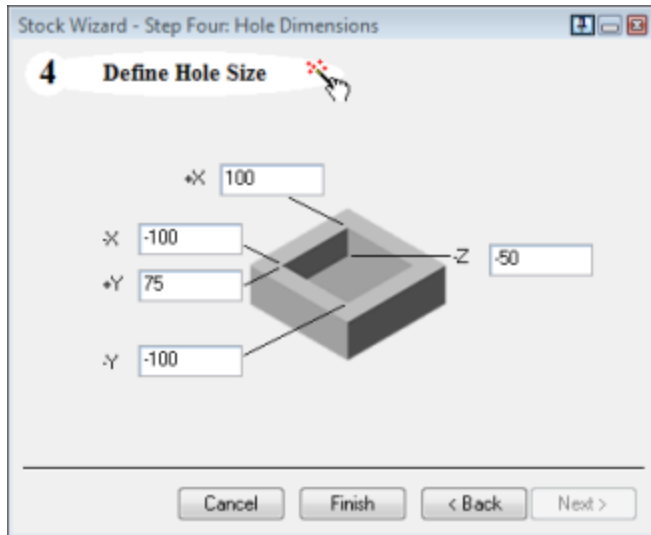 Stock Wizard - Step Four: Hole Dimensions
4 Define Hole Size
+X 100
-X -100
-Z -50
+Y 75
-Y -100
Cancel Finish < Back Next >